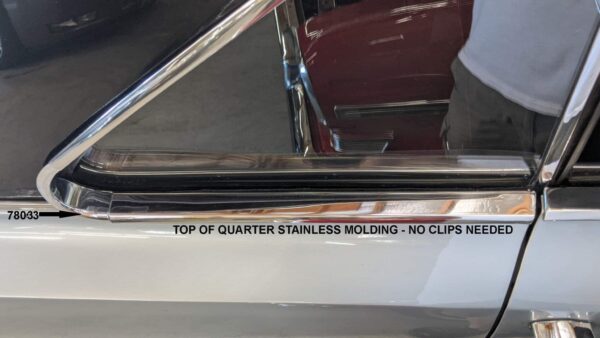 78033
TOP OF QUARTER STAINLESS MOLDING - NO CLIPS NEEDED